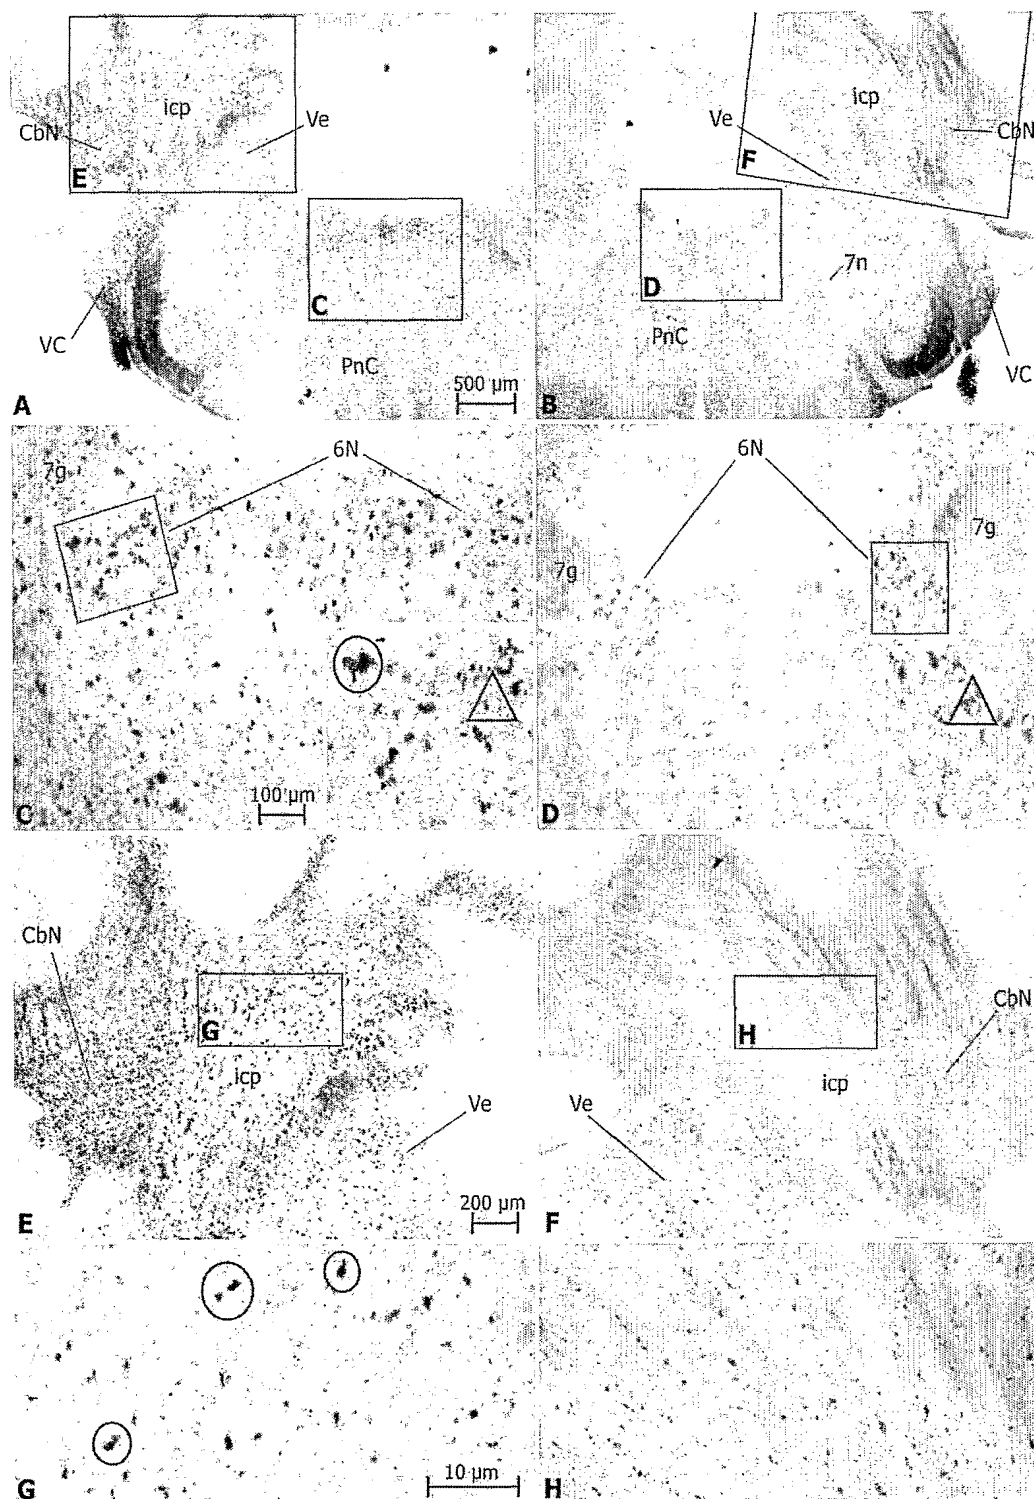 icp
Ve
CbN
E
C
VC
PnC
500 µm
A
icp
Ve
CbN
F
7n
D
PnC
VC
B
6N
7g
100 µm
C
6N
7g
7g
D
CbN
G
icp
Ve
200 µm
E
CbN
H
icp
Ve
F
10 µm
G
H